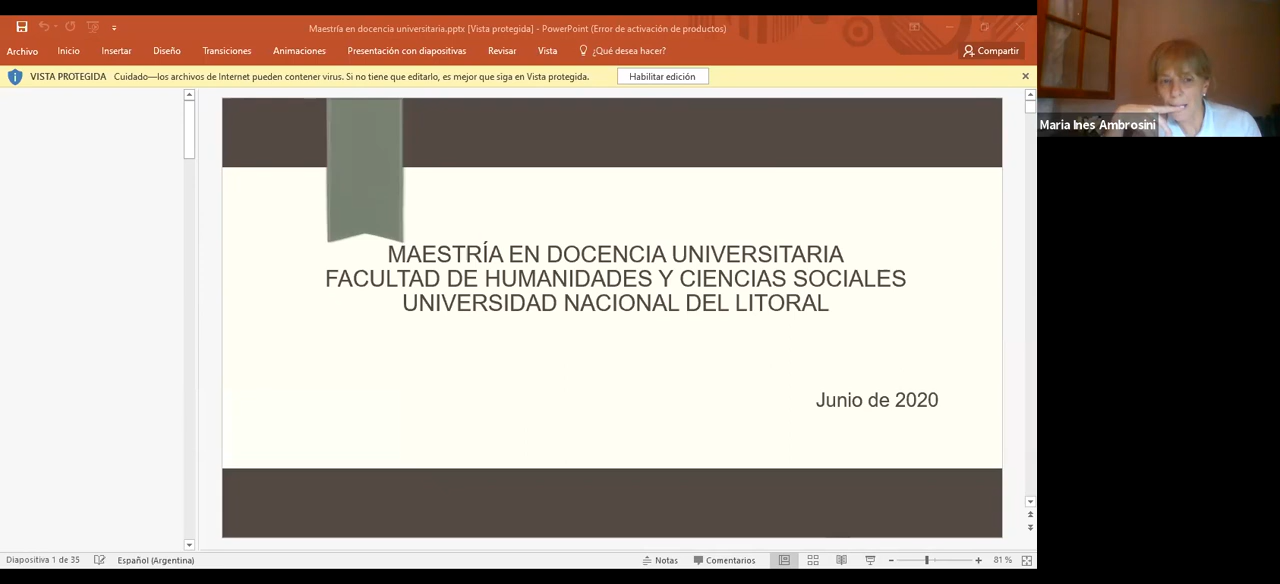 Maestría en docencia universitaria.pptx [Vista protegida] - PowerPoint (Error de activación de productos)
Archivo Inicio Insertar Diseño Transiciones Animaciones Presentación con diapositivas Revisar Vista ¿Qué desea hacer? Compartir
VISTA PROTEGIDA Cuidado—los archivos de Internet pueden contener virus. Si no tiene que editarlo, es mejor que siga en Vista protegida. Habilitar edición
Maria Ines Ambrosini
MAESTRÍA EN DOCENCIA UNIVERSITARIA
FACULTAD DE HUMANIDADES Y CIENCIAS SOCIALES
UNIVERSIDAD NACIONAL DEL LITORAL
Junio de 2020
Diapositiva 1 de 35 Español (Argentina) Notas Comentarios 81 %